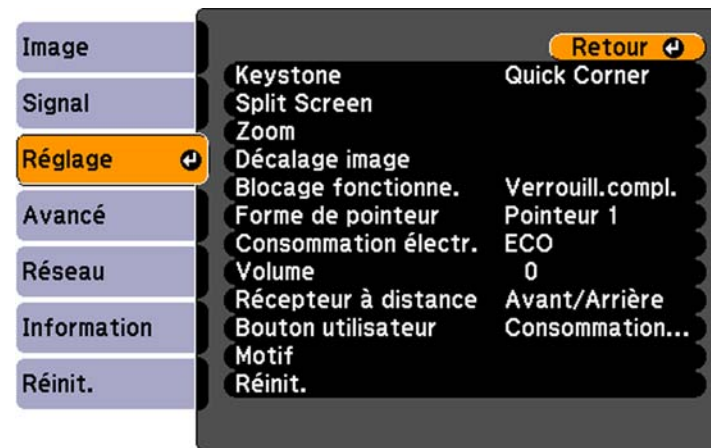 Image
Signal
Réglage
Avancé
Réseau
Information
Réinit.
Retour
Keystone Quick Corner
Split Screen
Zoom
Décalage image
Blocage fonctionne. Verrouill.compl.
Forme de pointeur Pointeur 1
Consommation électr. ECO
Volume 0
Récepteur à distance Avant/Arrière
Bouton utilisateur Consommation...
Motif
Réinit.